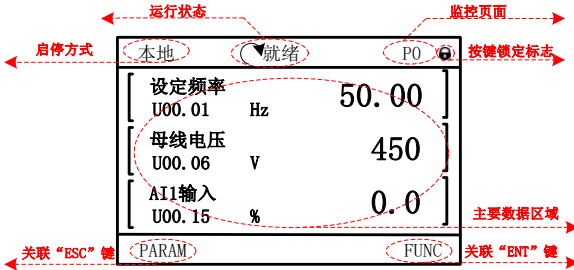 运行状态 监控页面
启停方式 本地 就绪 P0 按键锁定标志
设定频率 50.00
U00.01 Hz
母线电压 450
U00.06 V
AI1输入 0.0
U00.15 % 主要数据区域
关联“ESC”键 PARAM FUNC 关联“ENT”键